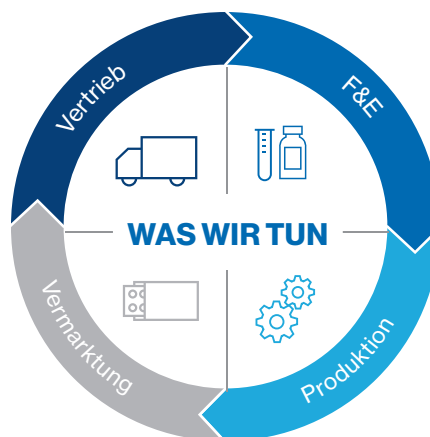 Vertrieb
F&E
WAS WIR TUN
Vermarktung
Produktion